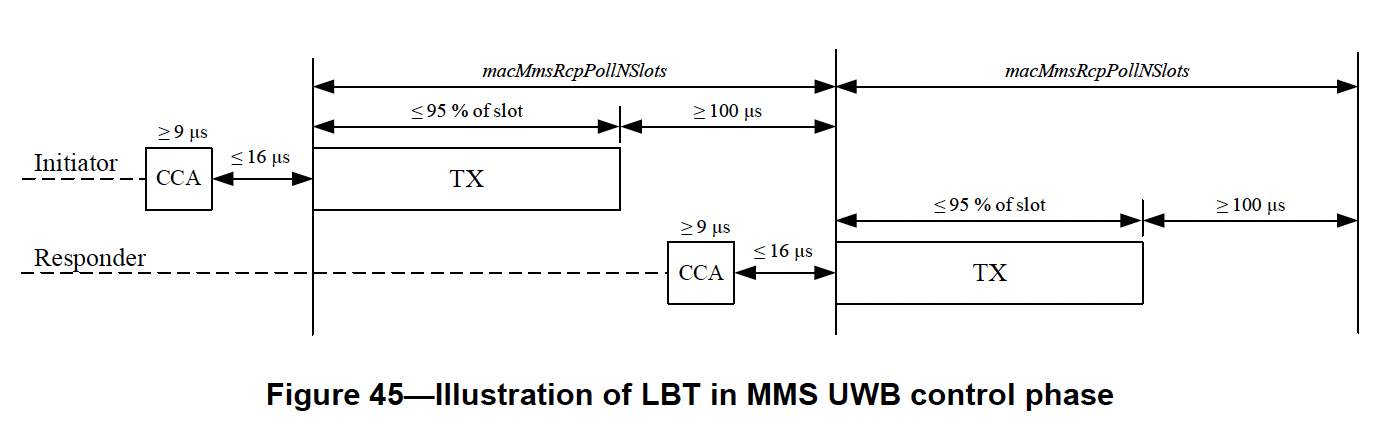 macMmsRcpPollNSlots
macMmsRcpPollNSlots
≤ 95 % of slot
≥ 100 μs
≥ 9 μs
Initiator
CCA
≤ 16 μs
TX
≤ 95 % of slot
≥ 100 μs
≥ 9 μs
Responder
CCA
≤ 16 μs
TX
Figure 45—Illustration of LBT in MMS UWB control phase